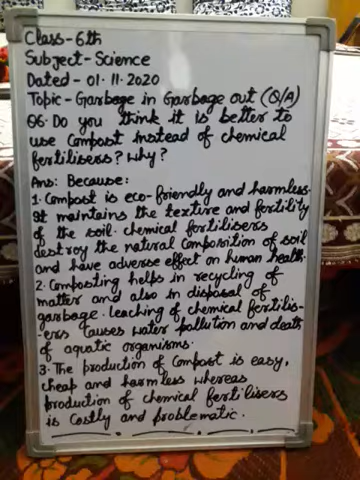 Class-6th
Subject-Science
Dated-01.11.2020
Topic-Garbage in Garbage out (Q/A)
Q6. Do you think it is better to
use Compost instead of chemical
fertilisers? Why?
Ans: Because:
1. Compost is eco-friendly and harmless.
It maintains the texture and fertility
of the soil. chemical fertilisers
destroy the natural Composition of soil
and have adverse effect on human health.
2. Composting helps in recycling of
matter and also in disposal of
garbage. leaching of chemical fertilis-
-ers causes water pollution and death
of aquatic organisms.
3. The production of Compost is easy,
cheap and harmless whereas
production of chemical fertilisers
is Costly and problematic.